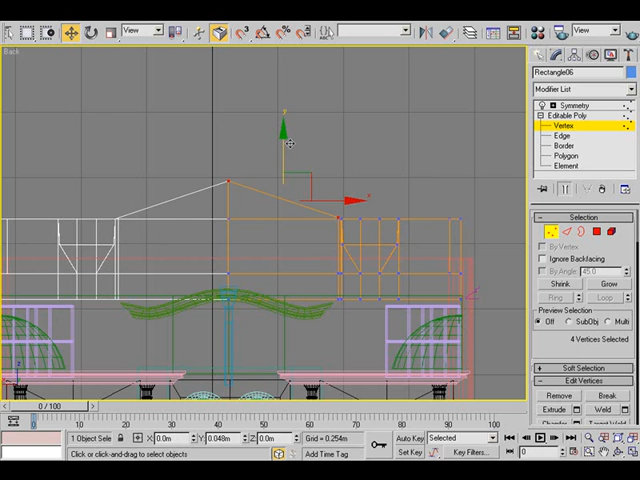 View
View
Back
y
x
z
Rectangle06
Modifier List
Symmetry
Editable Poly
Vertex
Edge
Border
Polygon
Element
Selection
By Vertex
Ignore Backfacing
By Angle: 45.0
Shrink
Grow
Ring
Loop
Preview Selection
Off
SubObj
Multi
4 Vertices Selected
Soft Selection
Edit Vertices
Remove
Break
Extrude
Weld
0 / 100
0 10 20 30 40 50 60 70 80 90 100
1 Object Sele
X: 0.0m
Y: 0.048m
Z: 0.0m
Grid = 0.254m
Auto Key
Selected
Click or click-and-drag to select objects
Add Time Tag
Set Key
Key Filters...
0